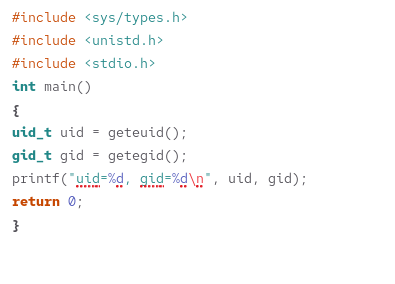 #include <sys/types.h>
#include <unistd.h>
#include <stdio.h>
int main()
{
uid_t uid = geteuid();
gid_t gid = getegid();
printf("uid=%d, gid=%d\n", uid, gid);
return 0;
}